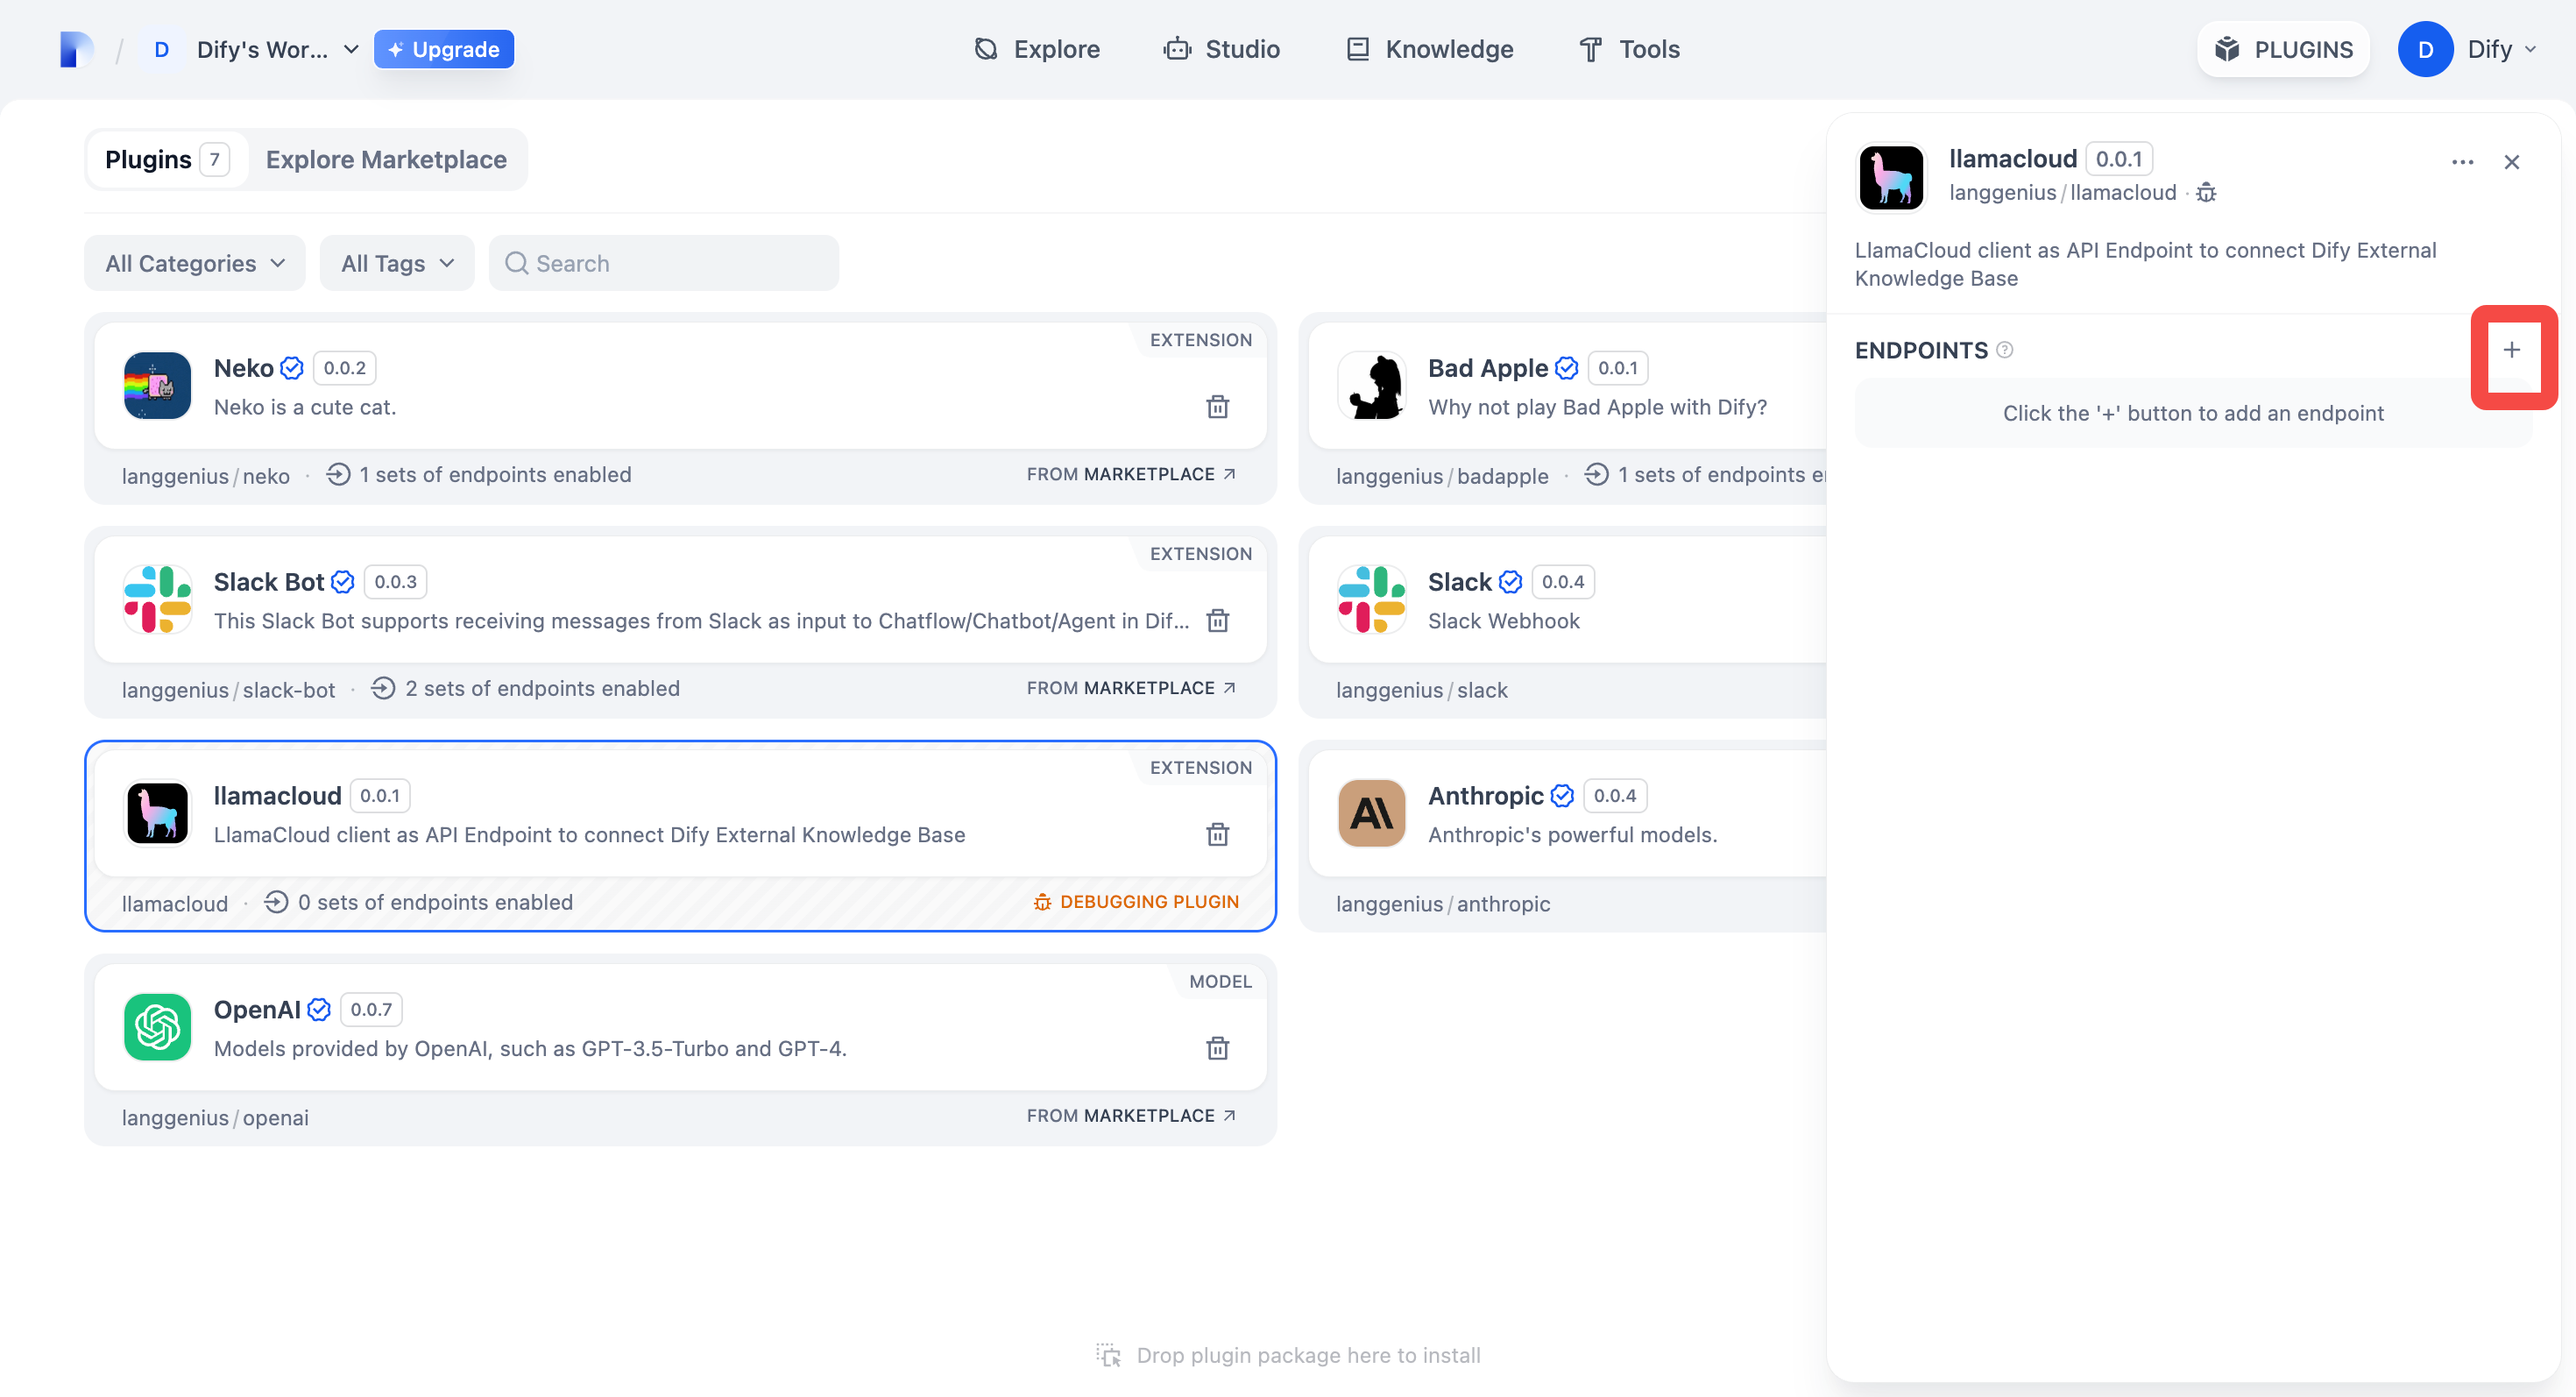 / D Dify's Wor... Upgrade Explore Studio Knowledge Tools PLUGINS D Dify
Plugins 7 Explore Marketplace
All Categories All Tags Search
EXTENSION
Neko 0.0.2
Neko is a cute cat.
langgenius / neko · 1 sets of endpoints enabled FROM MARKETPLACE
Bad Apple 0.0.1
Why not play Bad Apple with Dify?
langgenius / badapple · 1 sets of endpoints e
EXTENSION
Slack Bot 0.0.3
This Slack Bot supports receiving messages from Slack as input to Chatflow/Chatbot/Agent in Dif...
langgenius / slack-bot · 2 sets of endpoints enabled FROM MARKETPLACE
Slack 0.0.4
Slack Webhook
langgenius / slack
EXTENSION
llamacloud 0.0.1
LlamaCloud client as API Endpoint to connect Dify External Knowledge Base
llamacloud · 0 sets of endpoints enabled DEBUGGING PLUGIN
Anthropic 0.0.4
Anthropic's powerful models.
langgenius / anthropic
MODEL
OpenAI 0.0.7
Models provided by OpenAI, such as GPT-3.5-Turbo and GPT-4.
langgenius / openai FROM MARKETPLACE
Drop plugin package here to install
llamacloud 0.0.1
langgenius / llamacloud ·
LlamaCloud client as API Endpoint to connect Dify External
Knowledge Base
ENDPOINTS
Click the '+' button to add an endpoint